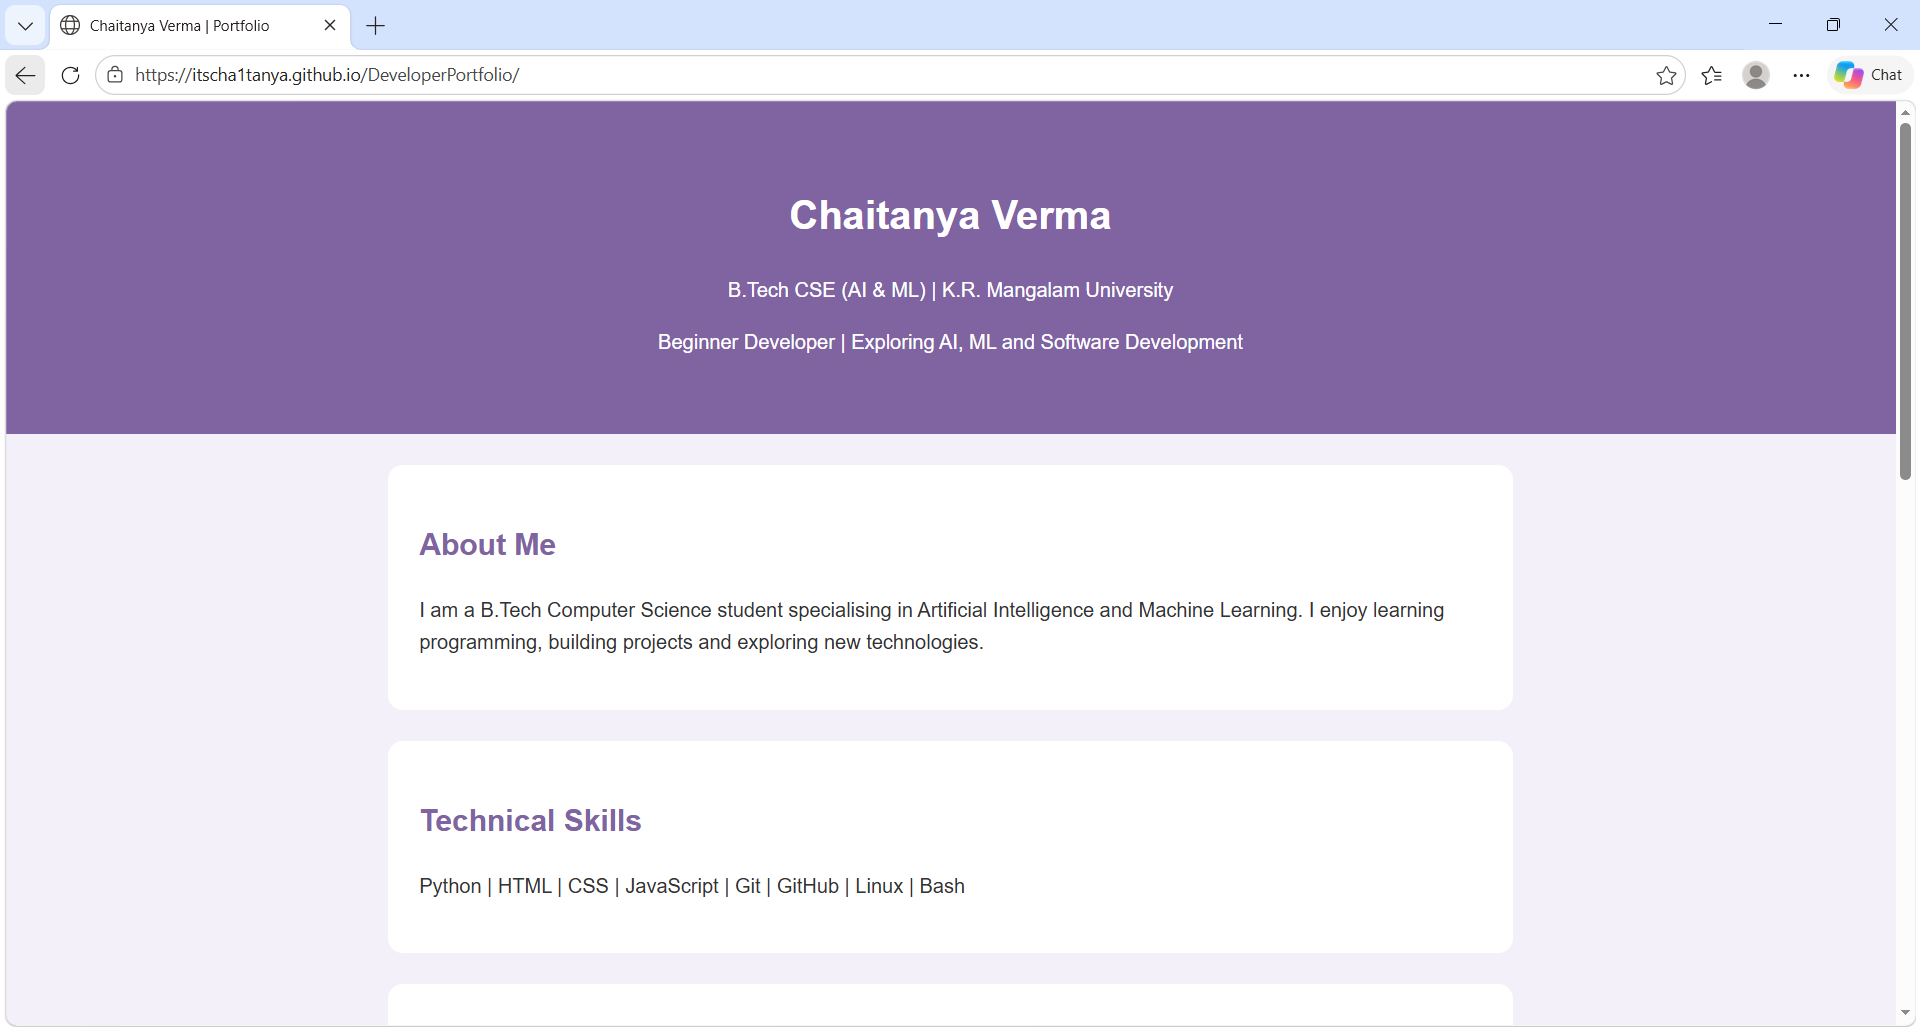 Chaitanya Verma | Portfolio
https://itscha1tanya.github.io/DeveloperPortfolio/
Chat
Chaitanya Verma
B.Tech CSE (AI & ML) | K.R. Mangalam University
Beginner Developer | Exploring AI, ML and Software Development
About Me
I am a B.Tech Computer Science student specialising in Artificial Intelligence and Machine Learning. I enjoy learning
programming, building projects and exploring new technologies.
Technical Skills
Python | HTML | CSS | JavaScript | Git | GitHub | Linux | Bash